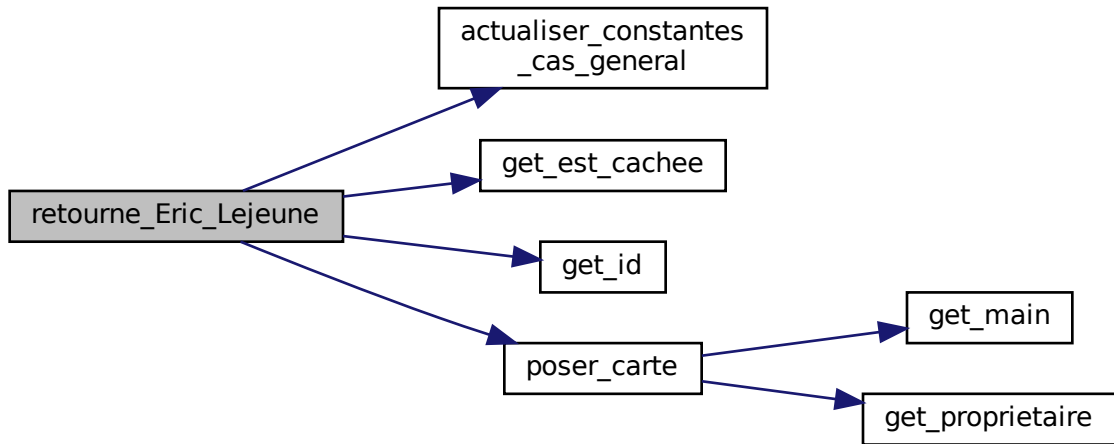 actualiser_constantes
_cas_general
get_est_cachee
retourne_Eric_Lejeune
get_id
get_main
poser_carte
get_proprietaire